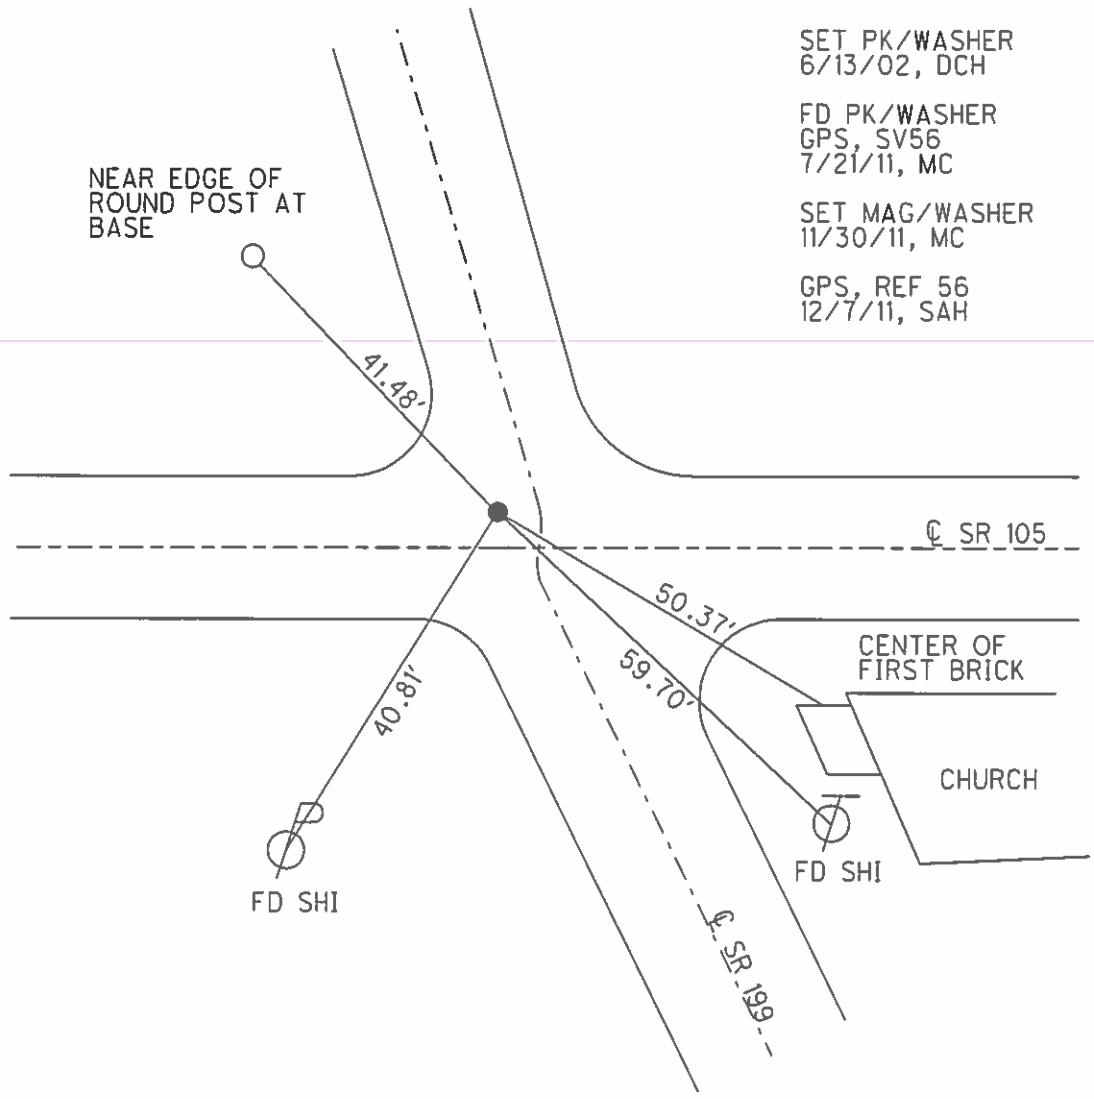 SET PK/WASHER
6/13/02, DCH
FD PK/WASHER
GPS, SV56
7/21/11, MC
SET MAG/WASHER
11/30/11, MC
GPS, REF 56
12/7/11, SAH
NEAR EDGE OF
ROUND POST AT
BASE
41.48'
℄ SR 105
50.37'
59.70'
40.81'
CENTER OF
FIRST BRICK
CHURCH
P
T
FD SHI
FD SHI
℄ SR 199